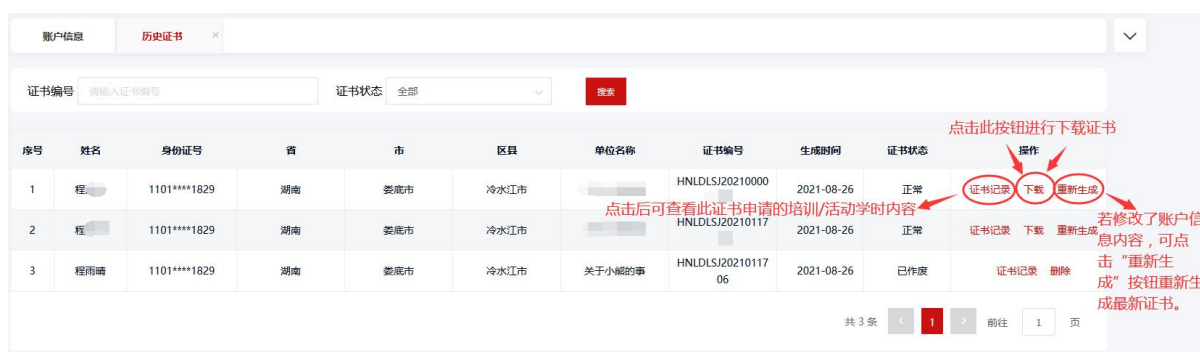 账户信息 历史证书 ×
证书编号 请输入证书编号 证书状态 全部 搜索
点击此按钮进行下载证书
序号 姓名 身份证号 省 市 区县 单位名称 证书编号 生成时间 证书状态 操作
1 程 1101****1829 湖南 娄底市 冷水江市 HNLDLSJ20210000 2021-08-26 正常 证书记录 下载 重新生成
点击后可查看此证书申请的培训/活动学时内容
2 程 1101****1829 湖南 娄底市 冷水江市 HNLDLSJ20210117 2021-08-26 正常 证书记录 下载 重新生成
若修改了账户信
息内容，可点
击“重新生
成”按钮重新生
成最新证书。
3 程雨晴 1101****1829 湖南 娄底市 冷水江市 关于小熊的事 HNLDLSJ20210117
06 2021-08-26 已作废 证书记录 删除
共 3 条 < 1 > 前往 1 页